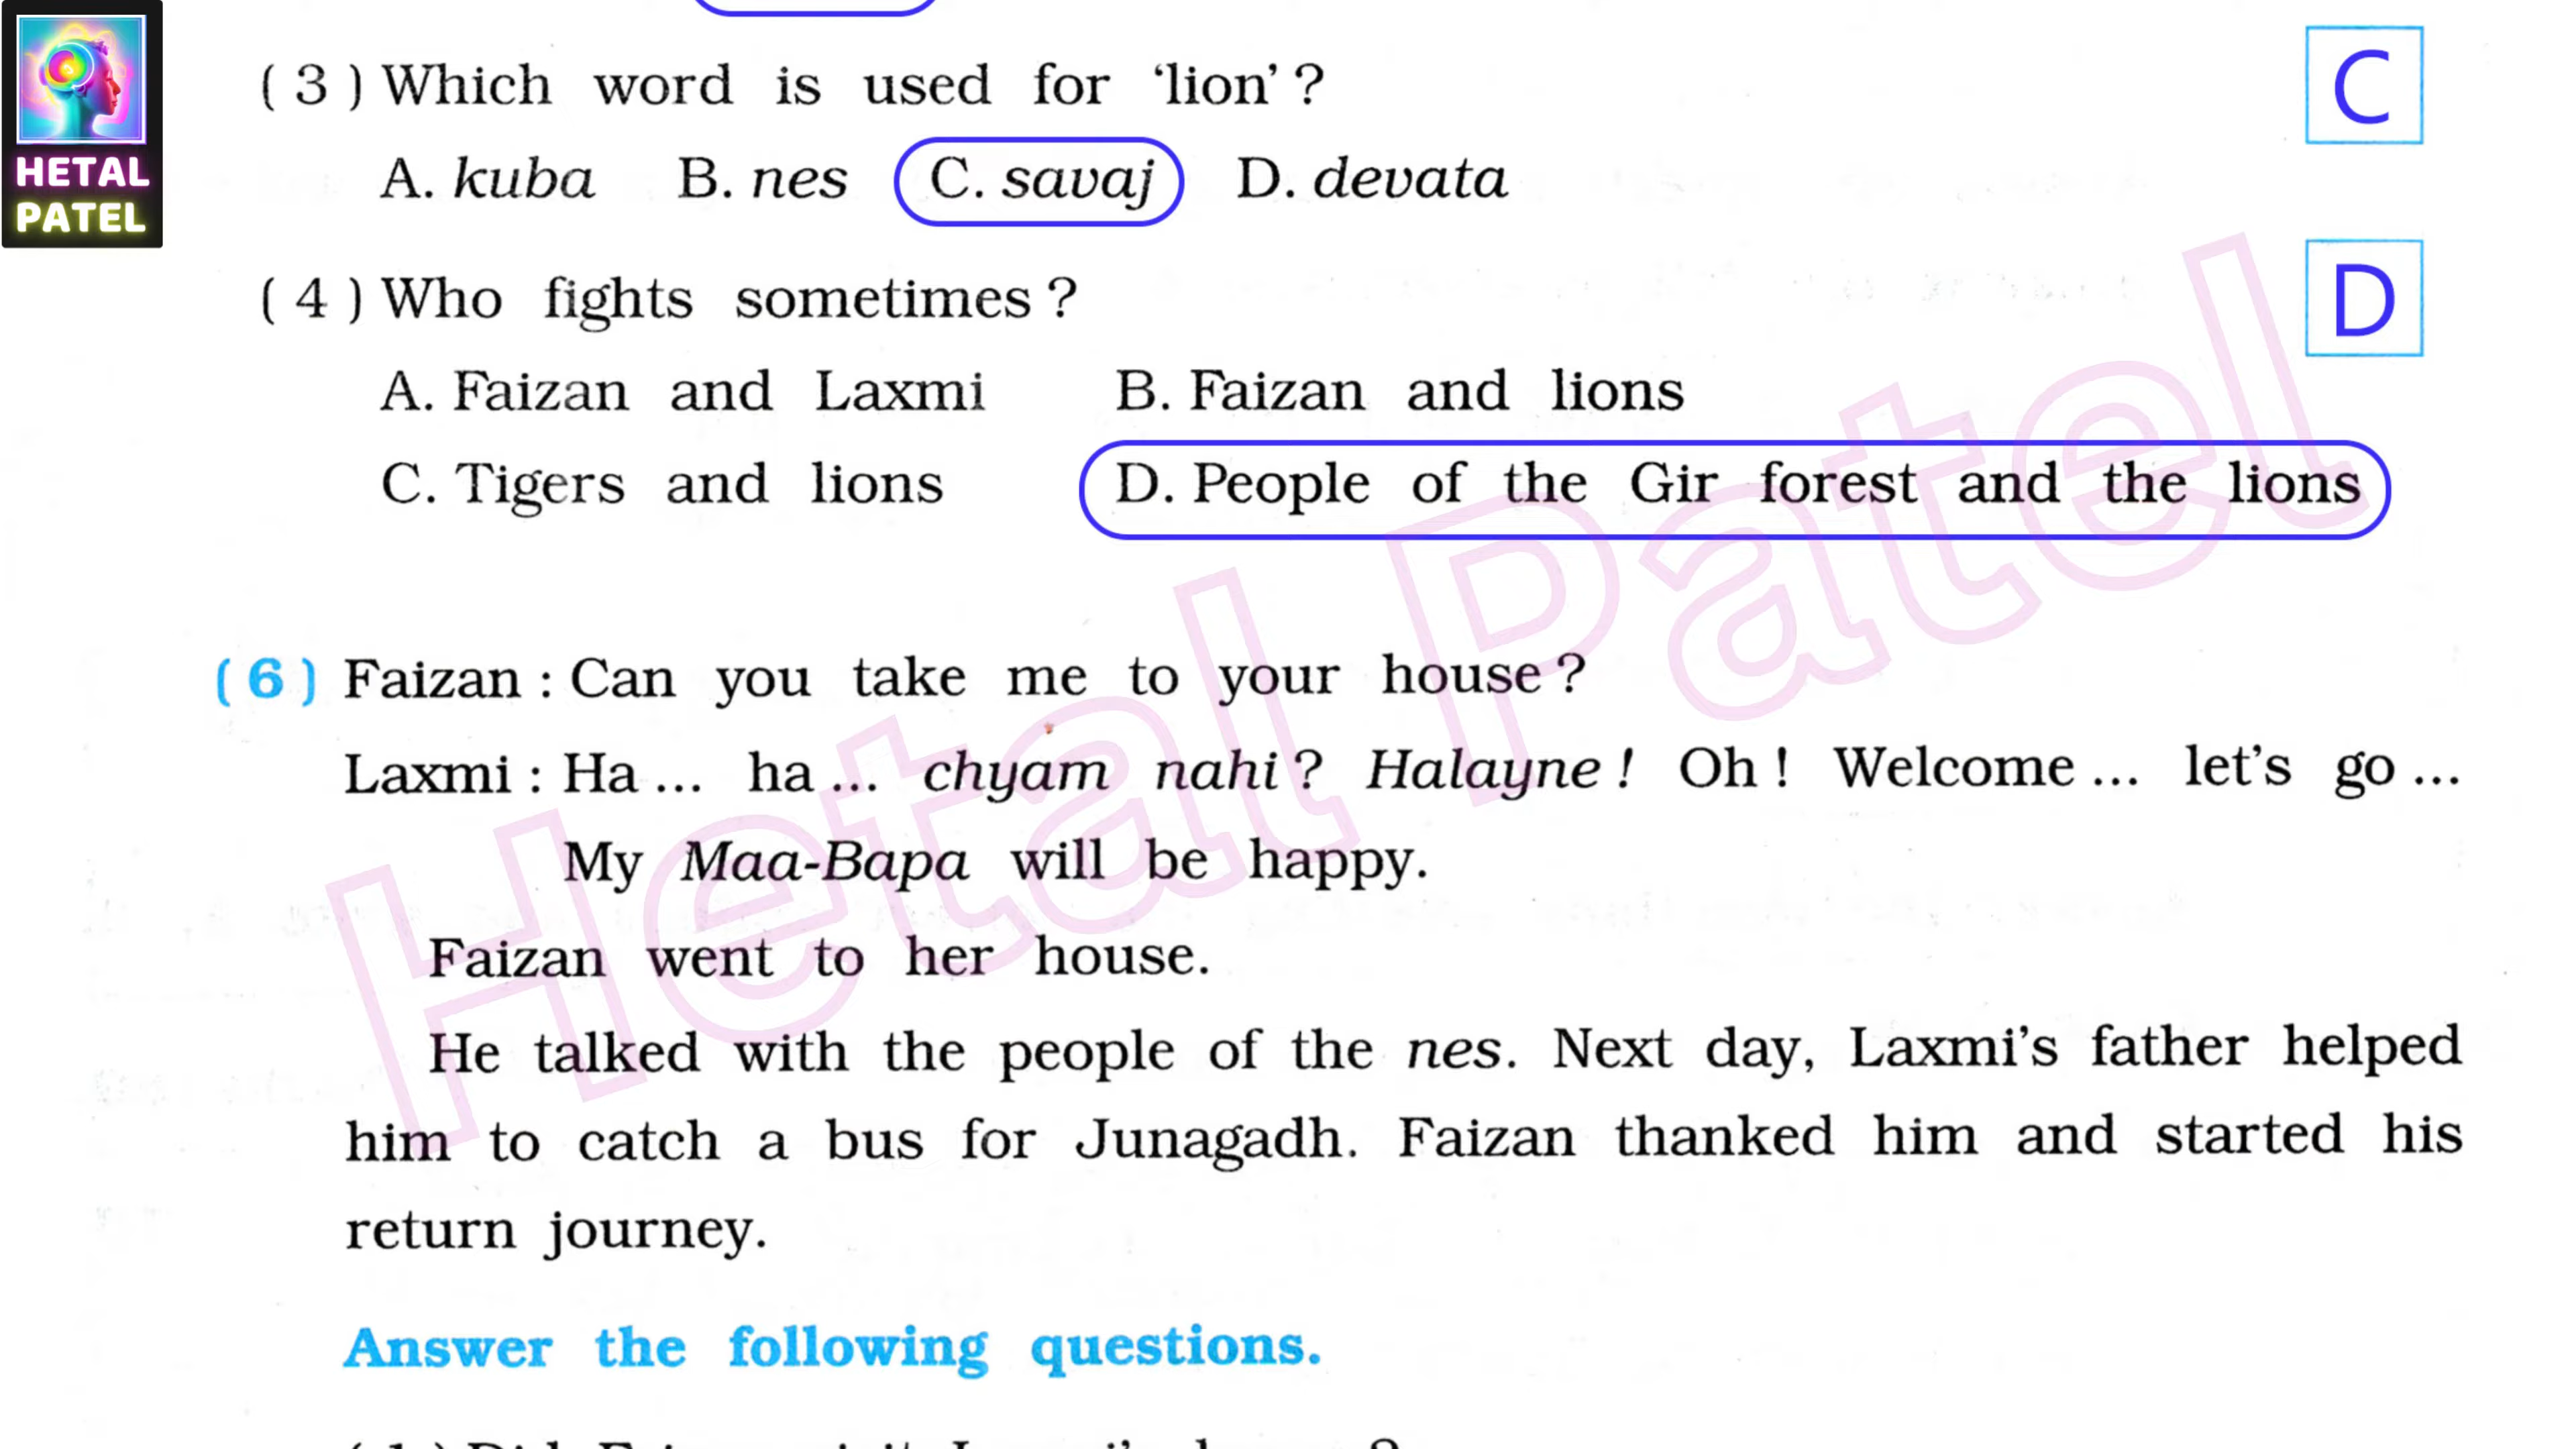 HETAL
PATEL
( 3 ) Which word is used for ‘lion’ ?
C
A. kuba B. nes C. savaj D. devata
( 4 ) Who fights sometimes ?
D
A. Faizan and Laxmi B. Faizan and lions
C. Tigers and lions D. People of the Gir forest and the lions
( 6 ) Faizan : Can you take me to your house ?
Laxmi : Ha ... ha ... chyam nahi ? Halayne ! Oh ! Welcome ... let’s go ...
My Maa-Bapa will be happy.
Faizan went to her house.
He talked with the people of the nes. Next day, Laxmi’s father helped
him to catch a bus for Junagadh. Faizan thanked him and started his
return journey.
Answer the following questions.
Hetal Patel